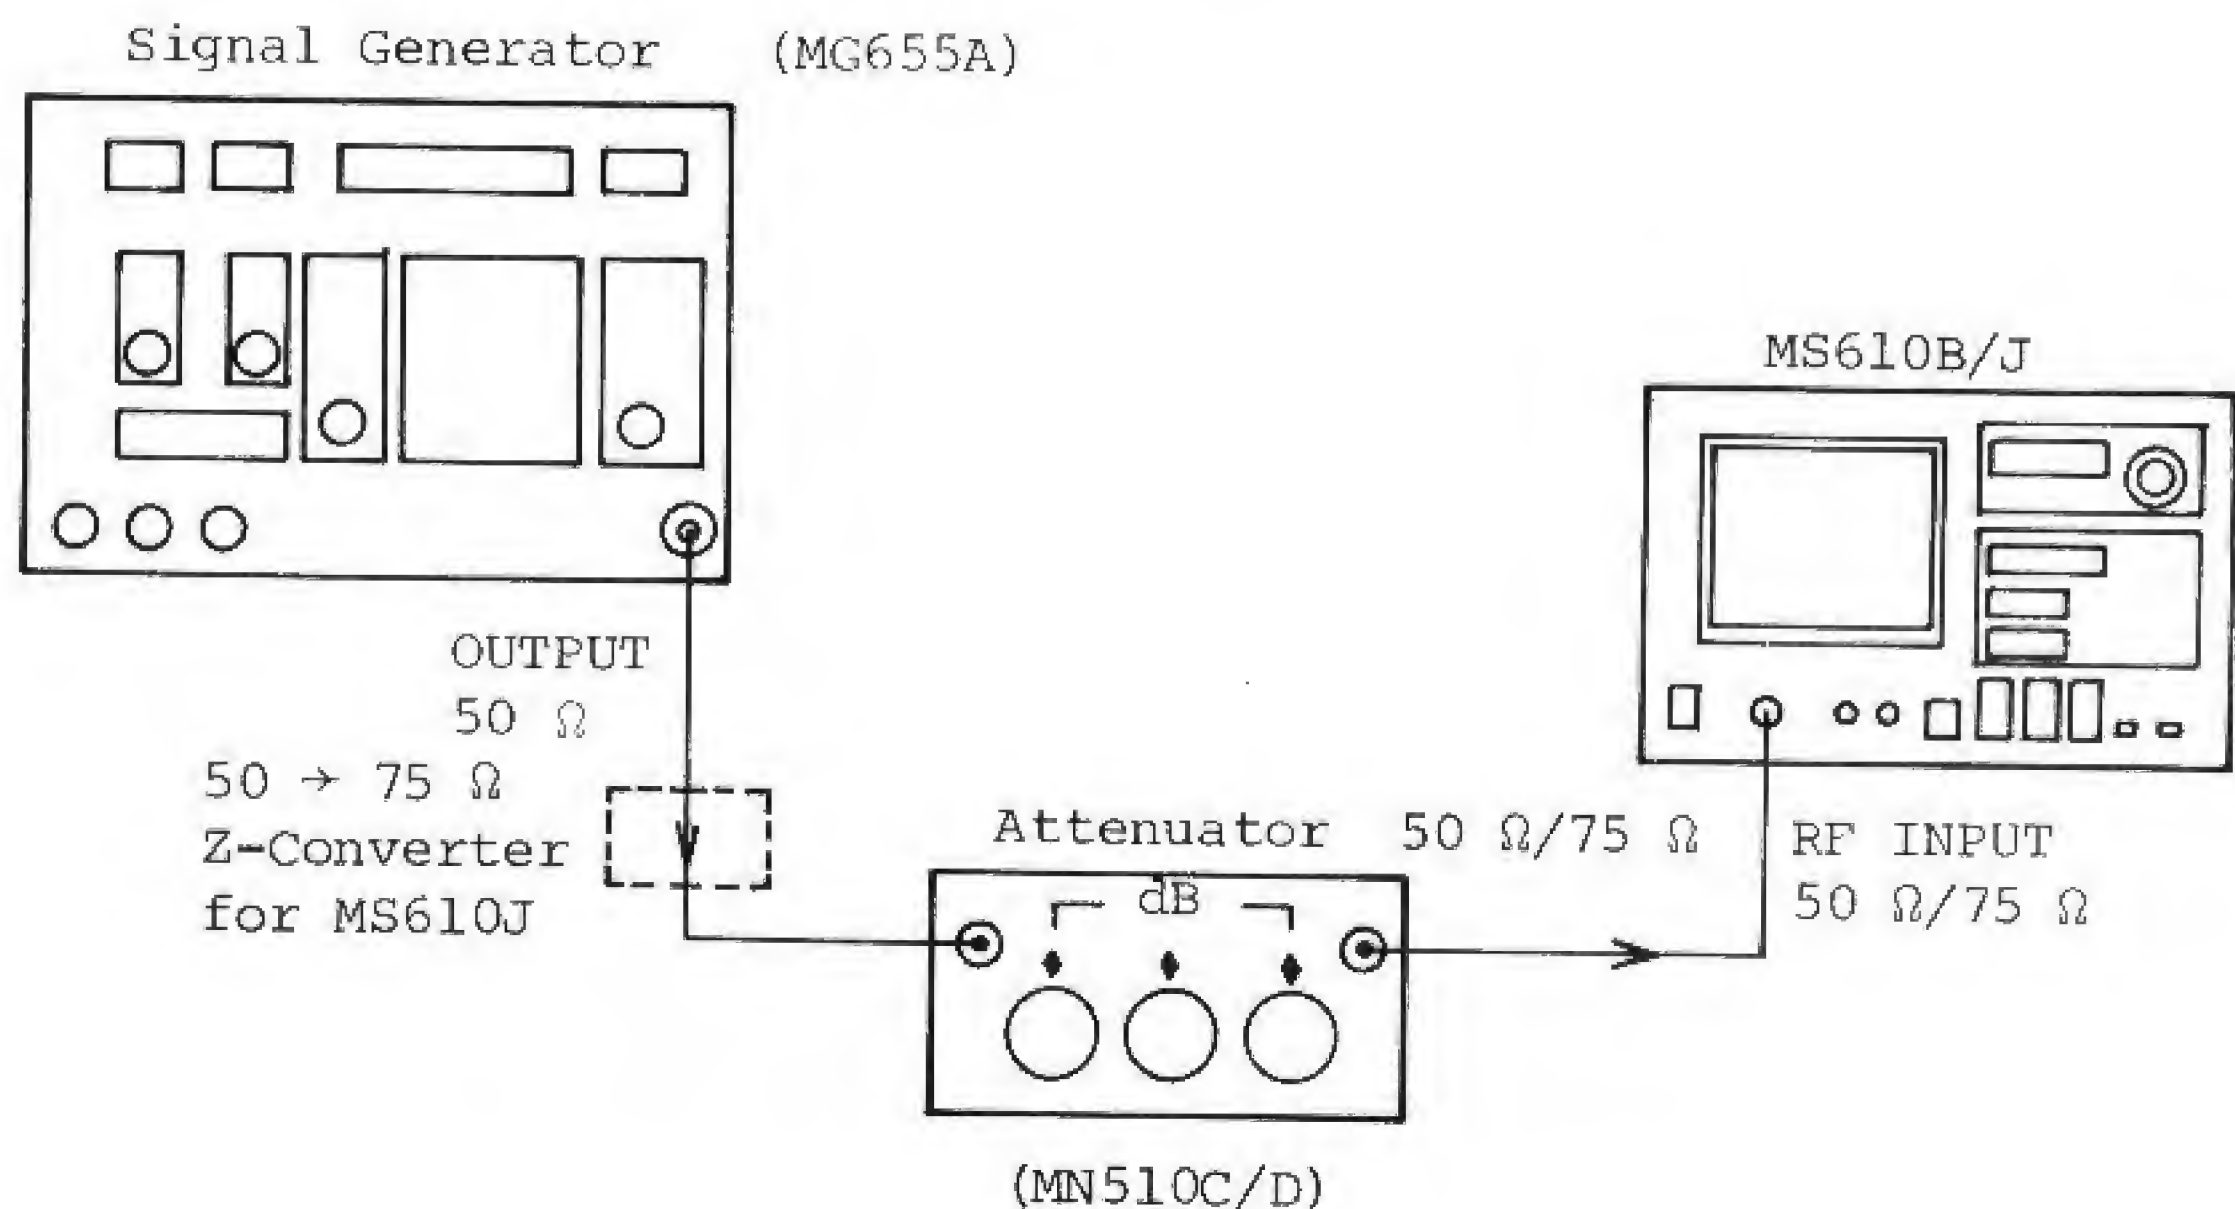 Signal Generator (MG655A)
MS610B/J
OUTPUT
50 Ω
50 → 75 Ω
Z-Converter
for MS610J
Attenuator 50 Ω/75 Ω
dB
RF INPUT
50 Ω/75 Ω
(MN510C/D)